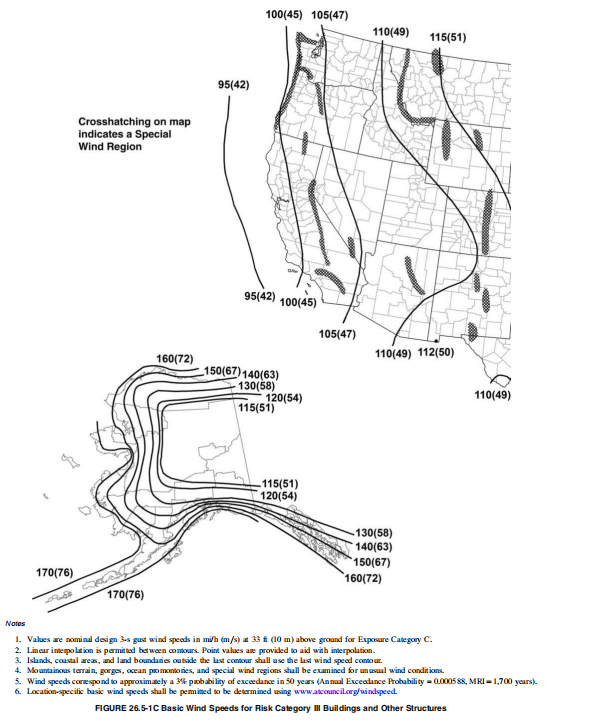 100(45) 105(47)
110(49) 115(51)
95(42)
Crosshatching on map
indicates a Special
Wind Region
95(42) 100(45)
105(47)
110(49) 112(50)
110(49)
160(72)
150(67) 140(63)
130(58)
120(54)
115(51)
115(51)
120(54)
130(58)
140(63)
150(67)
160(72)
170(76)
170(76)
Notes
1. Values are nominal design 3-s gust wind speeds in mi/h (m/s) at 33 ft (10 m) above ground for Exposure Category C.
2. Linear interpolation is permitted between contours. Point values are provided to aid with interpolation.
3. Islands, coastal areas, and land boundaries outside the last contour shall use the last wind speed contour.
4. Mountainous terrain, gorges, ocean promontories, and special wind regions shall be examined for unusual wind conditions.
5. Wind speeds correspond to approximately a 3% probability of exceedance in 50 years (Annual Exceedance Probability = 0.000588, MRI = 1,700 years).
6. Location-specific basic wind speeds shall be permitted to be determined using www.atcouncil.org/windspeed.
FIGURE 26.5-1C Basic Wind Speeds for Risk Category III Buildings and Other Structures